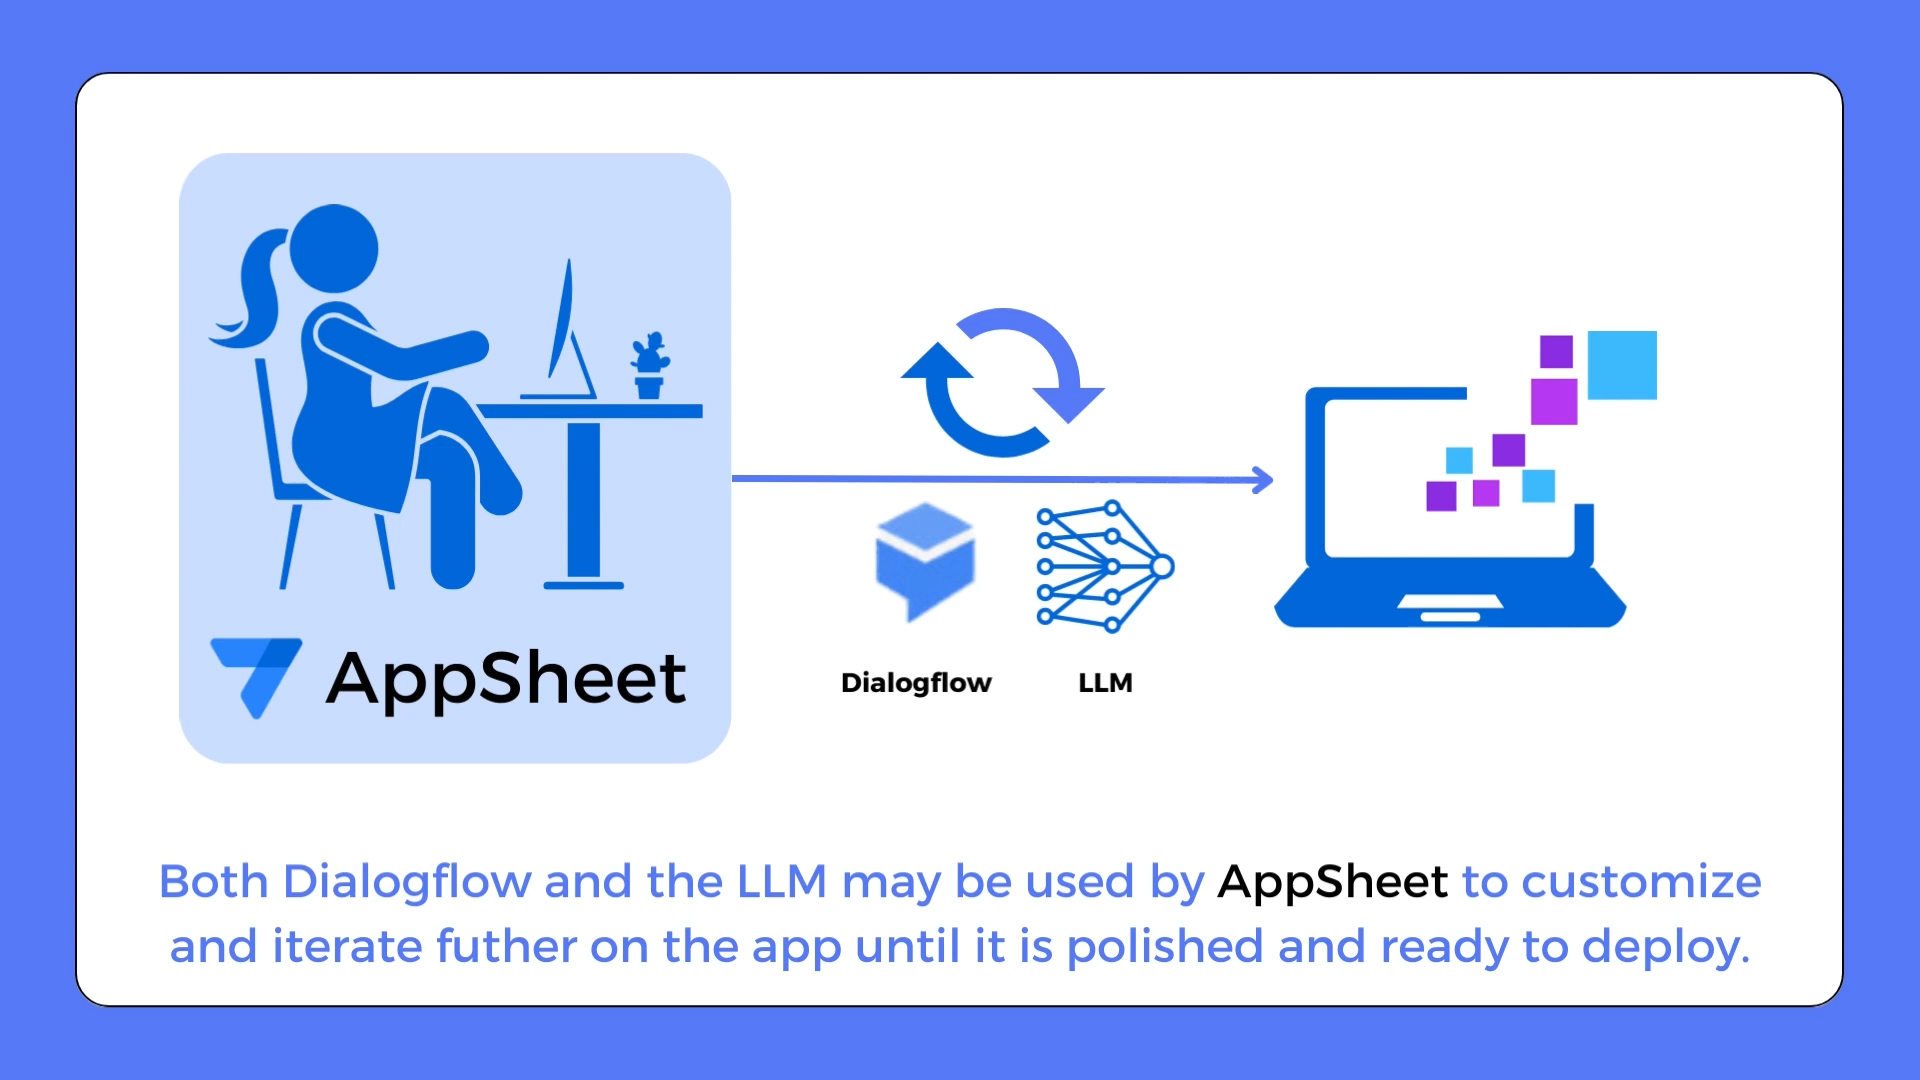 AppSheet
Dialogflow
LLM
Both Dialogflow and the LLM may be used by AppSheet to customize
and iterate futher on the app until it is polished and ready to deploy.